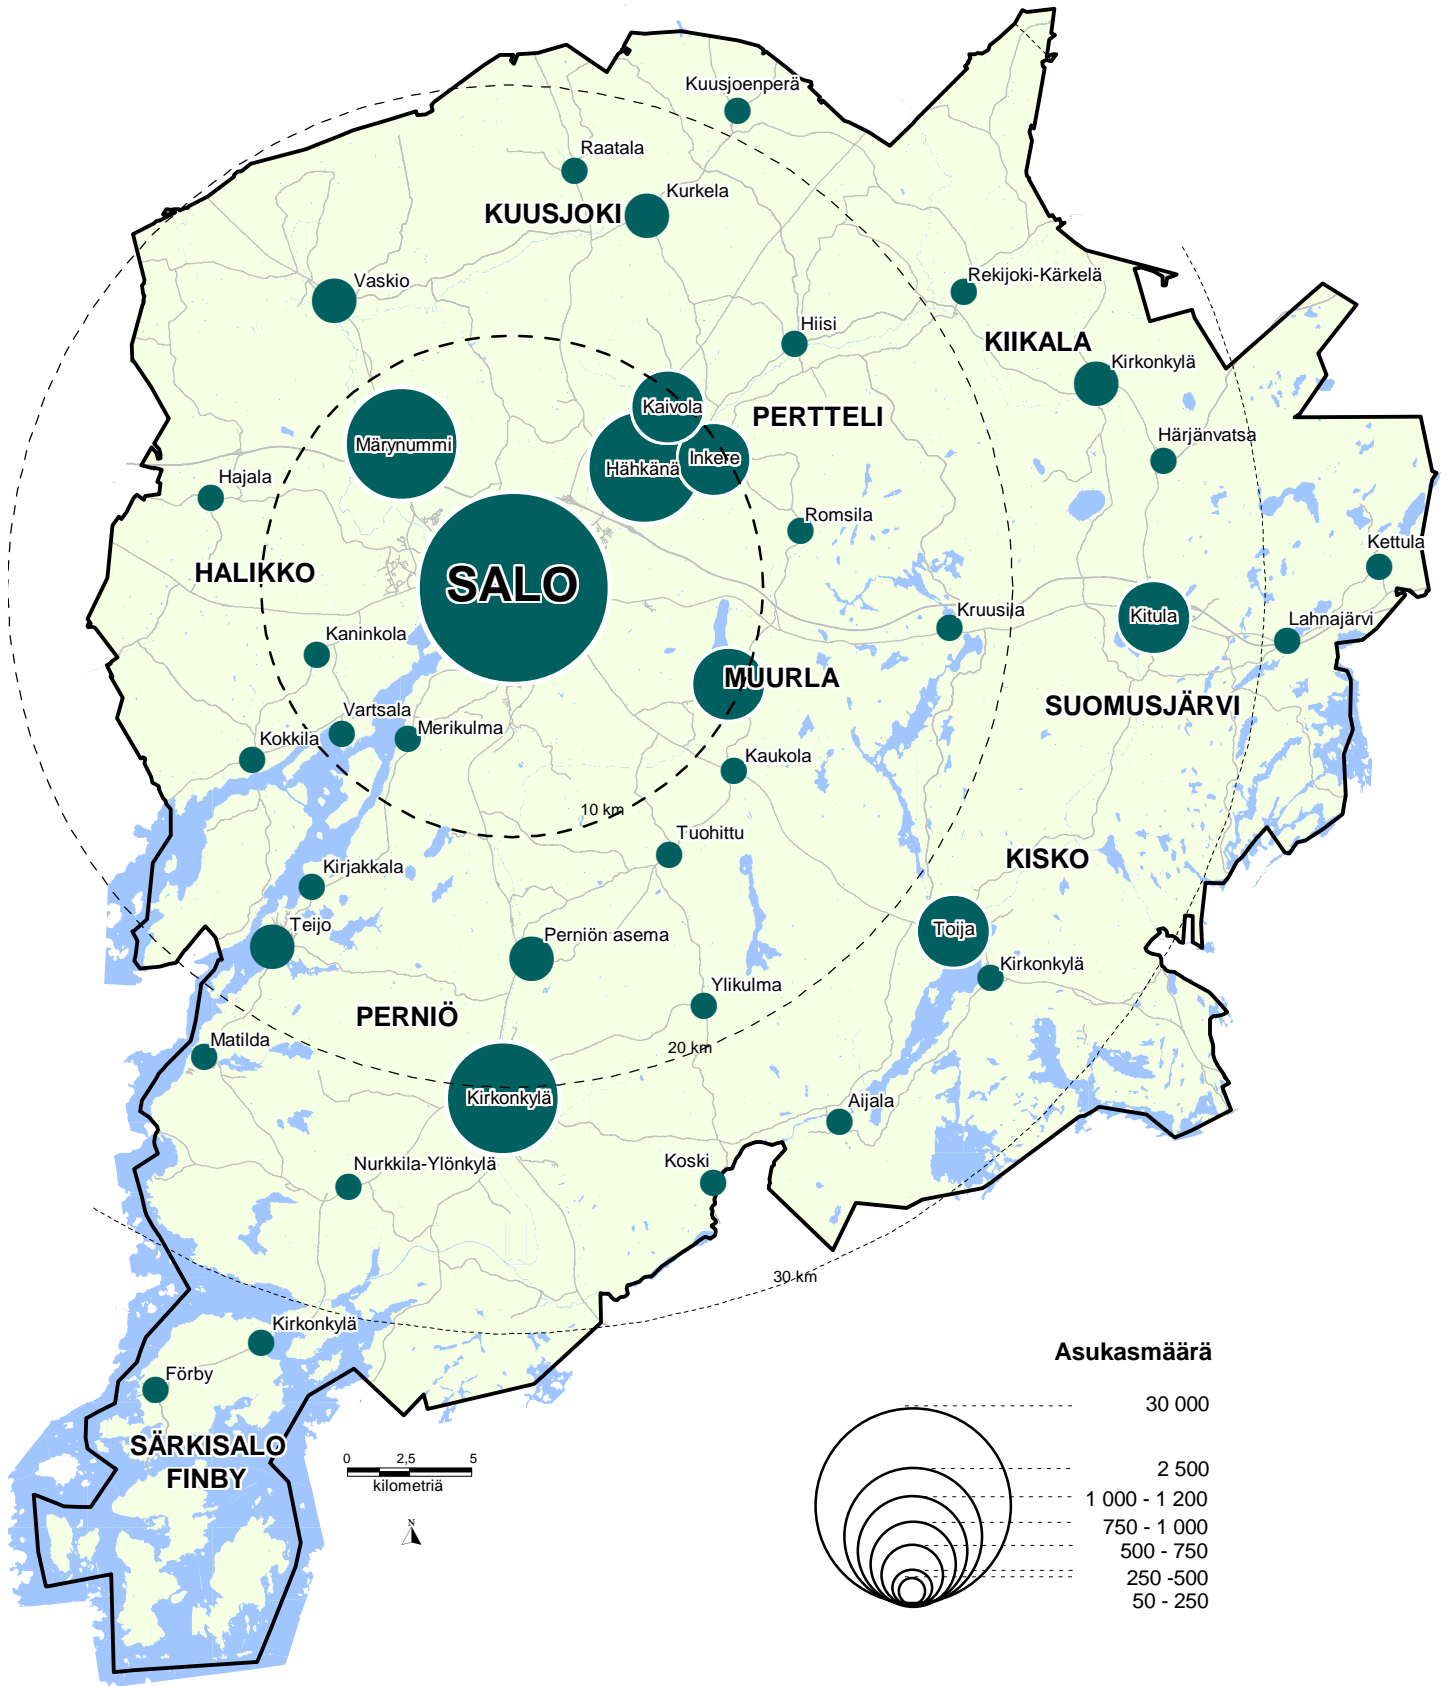 Kuusjoenperä
Raatala
Kurkela
KUUSJOKI
Vaskio
Rekijoki-Kärkelä
Hiisi
KIIKALA
Kirkonkylä
Kaivola
PERTTELI
Märynummi
Härjänvatsa
Inkere
Hähkänä
Hajala
Romsila
Kettula
HALIKKO
SALO
Kruusila
Kitula
Lahnajärvi
Kaninkola
MUURLA
SUOMUSJÄRVI
Vartsala
Merikulma
Kokkila
Kaukola
10 km
Tuohittu
KISKO
Kirjakkala
Teijo
Toija
Perniön asema
Kirkonkylä
Ylikulma
PERNIÖ
Matilda
20 km
Kirkonkylä
Aijala
Nurkkila-Ylönkylä
Koski
30 km
Kirkonkylä
Förby
SÄRKISALO
FINBY
0 2,5 5
kilometriä
N
Asukasmäärä
30 000
2 500
1 000 - 1 200
750 - 1 000
500 - 750
250 -500
50 - 250